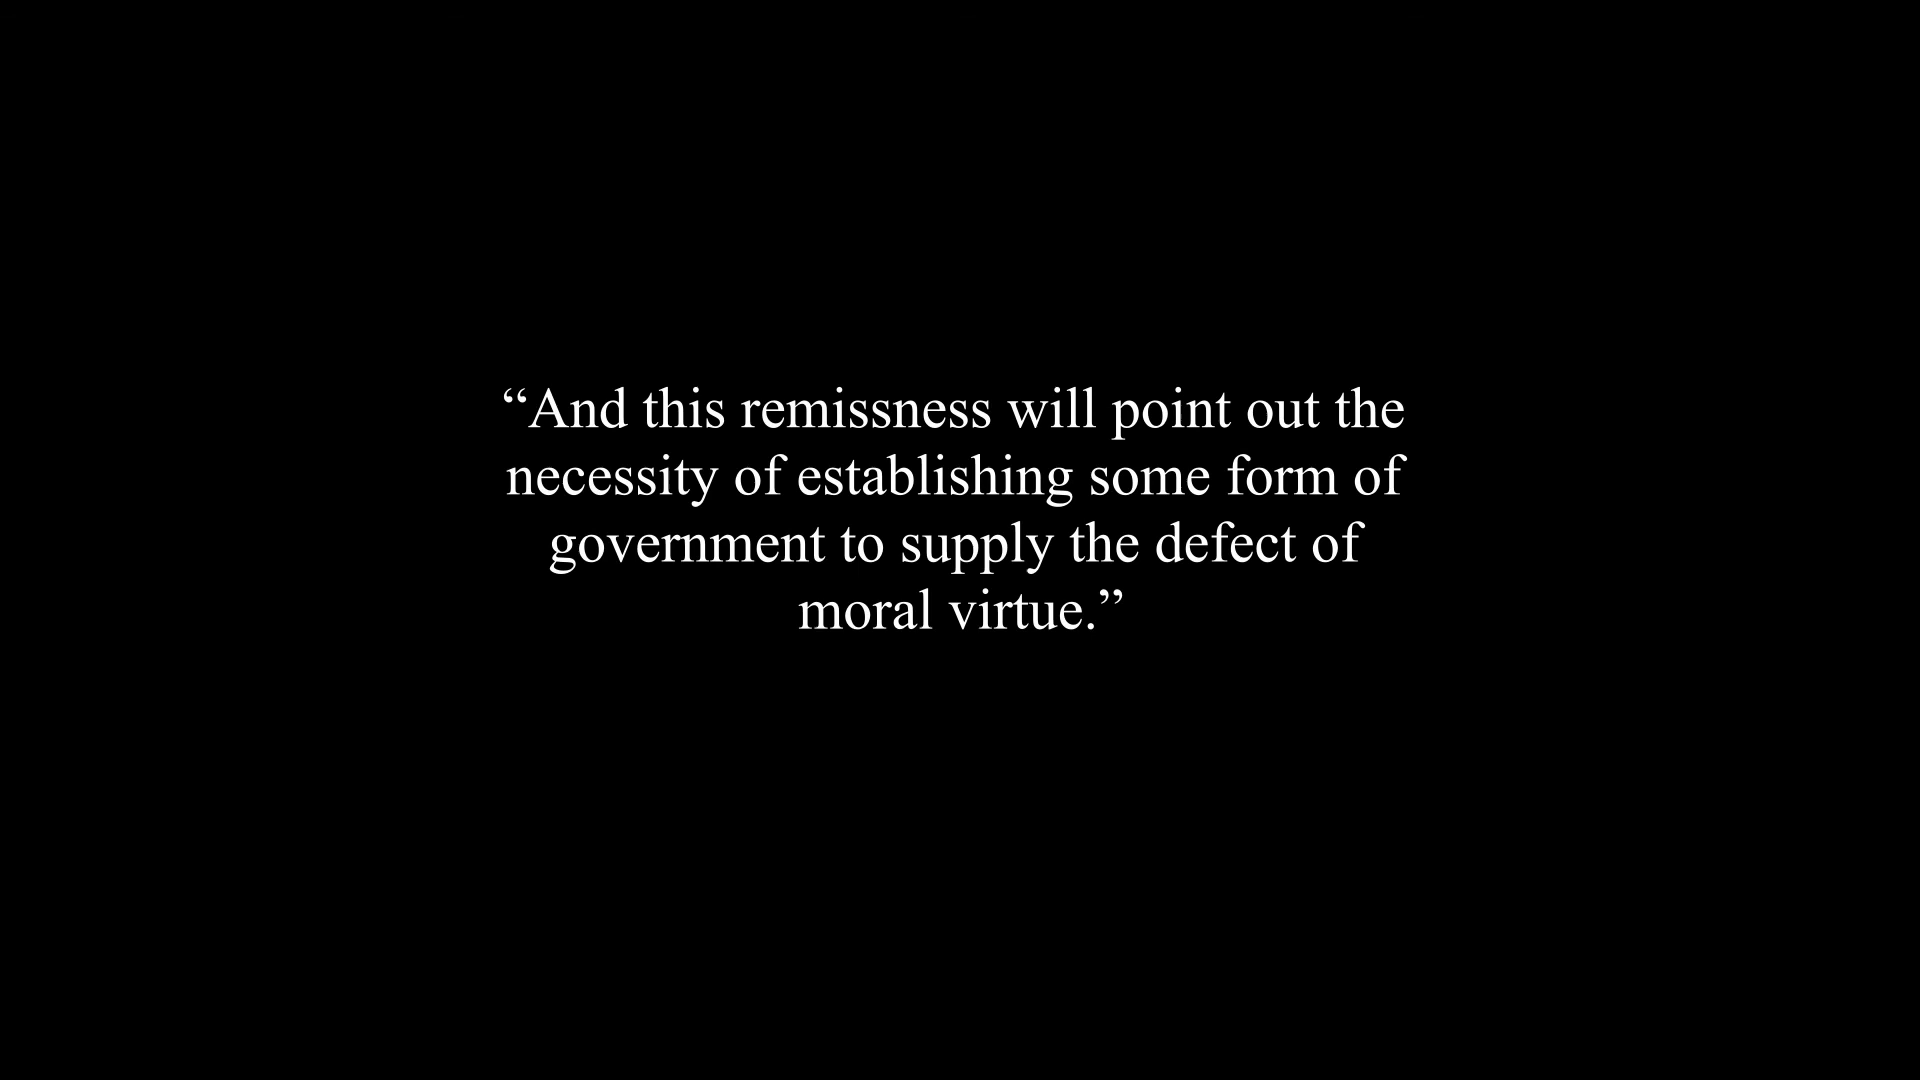 “And this remissness will point out the
necessity of establishing some form of
government to supply the defect of
moral virtue.”